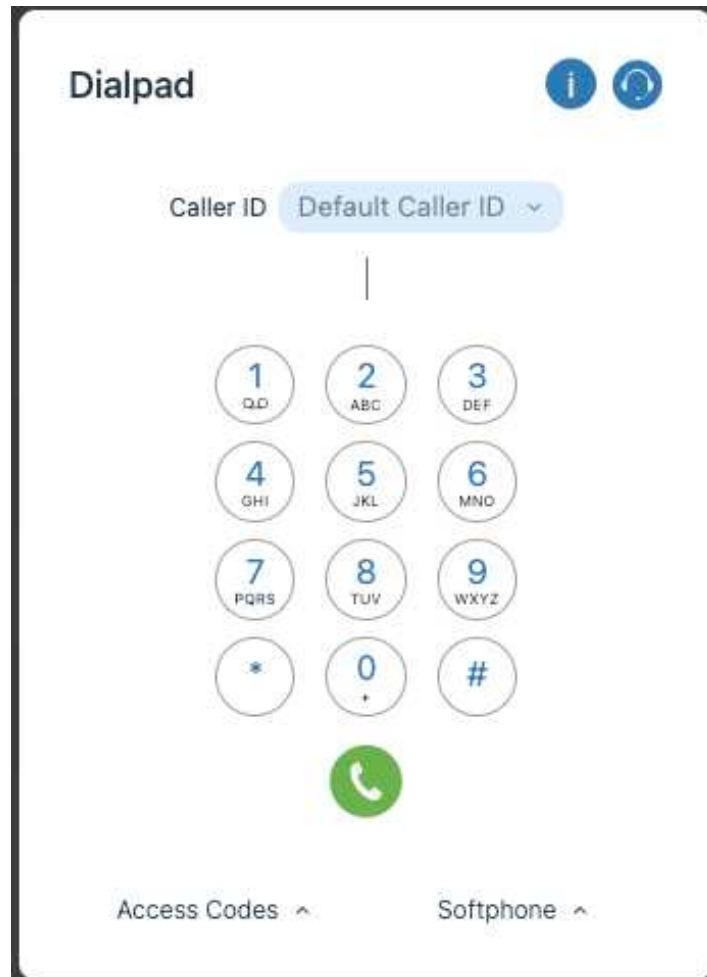 Dialpad
Caller ID Default Caller ID
1 2 3
ABC DEF
4 5 6
GHI JKL MNO
7 8 9
PQRS TUV WXYZ
* 0 #
+
Access Codes Softphone